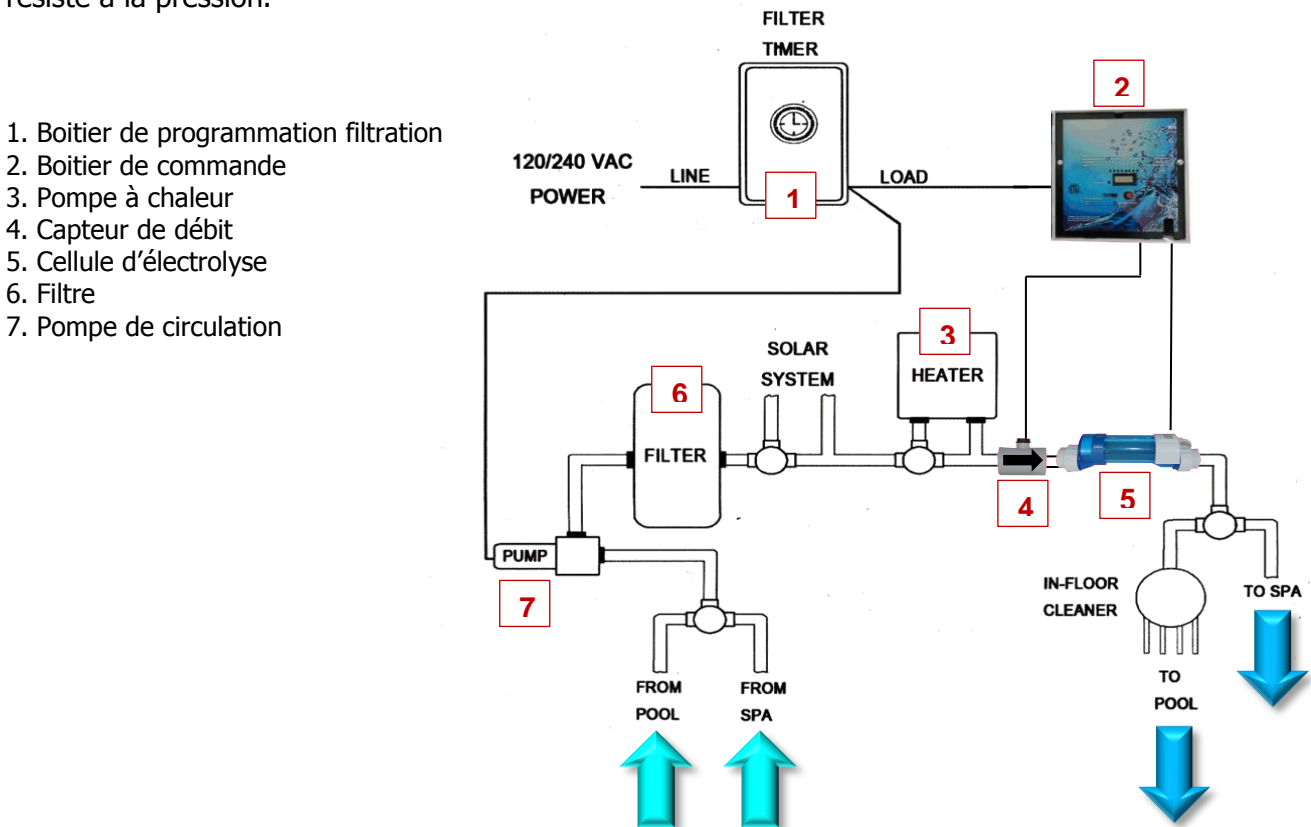 résiste à la pression.
1. Boitier de programmation filtration
2. Boitier de commande
3. Pompe à chaleur
4. Capteur de débit
5. Cellule d’électrolyse
6. Filtre
7. Pompe de circulation
FILTER
TIMER
2
120/240 VAC
POWER
LINE
1
LOAD
SOLAR
SYSTEM
3
HEATER
6
FILTER
4
5
PUMP
7
IN-FLOOR
CLEANER
TO SPA
FROM
POOL
FROM
SPA
TO
POOL